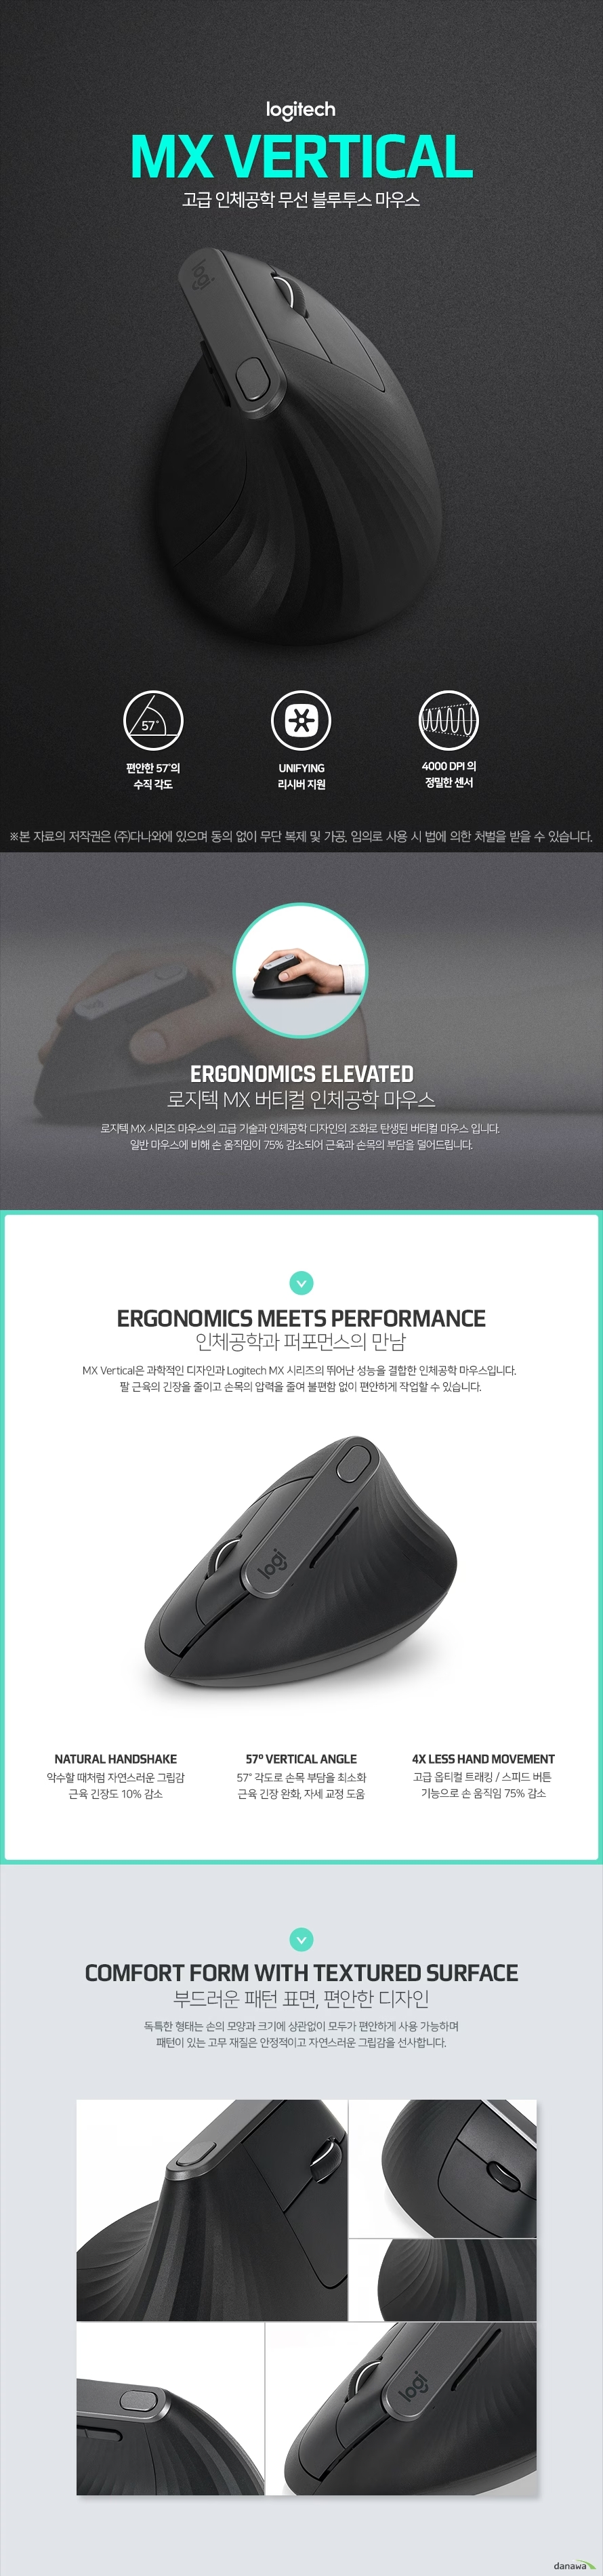 logitech
MX VERTICAL
고급 인체공학 무선 블루투스 마우스
logi
57°
편안한 57°의
수직 각도
UNIFYING
리시버 지원
4000 DPI 의
정밀한 센서
※본 자료의 저작권은 (주)다나와에 있으며 동의 없이 무단 복제 및 가공, 임의로 사용 시 법에 의한 처벌을 받을 수 있습니다.
ERGONOMICS ELEVATED
로지텍 MX 버티컬 인체공학 마우스
로지텍 MX 시리즈 마우스의 고급 기술과 인체공학 디자인의 조화로 탄생된 버티컬 마우스 입니다.
일반 마우스에 비해 손 움직임이 75% 감소되어 근육과 손목의 부담을 덜어드립니다.
ERGONOMICS MEETS PERFORMANCE
인체공학과 퍼포먼스의 만남
MX Vertical은 과학적인 디자인과 Logitech MX 시리즈의 뛰어난 성능을 결합한 인체공학 마우스입니다.
팔 근육의 긴장을 줄이고 손목의 압력을 줄여 불편함 없이 편안하게 작업할 수 있습니다.
logi
NATURAL HANDSHAKE
악수할 때처럼 자연스러운 그립감
근육 긴장도 10% 감소
57º VERTICAL ANGLE
57° 각도로 손목 부담을 최소화
근육 긴장 완화, 자세 교정 도움
4X LESS HAND MOVEMENT
고급 옵티컬 트래킹 / 스피드 버튼
기능으로 손 움직임 75% 감소
COMFORT FORM WITH TEXTURED SURFACE
부드러운 패턴 표면, 편안한 디자인
독특한 형태는 손의 모양과 크기에 상관없이 모두가 편안하게 사용 가능하며
패턴이 있는 고무 재질은 안정적이고 자연스러운 그립감을 선사합니다.
logi
danawa